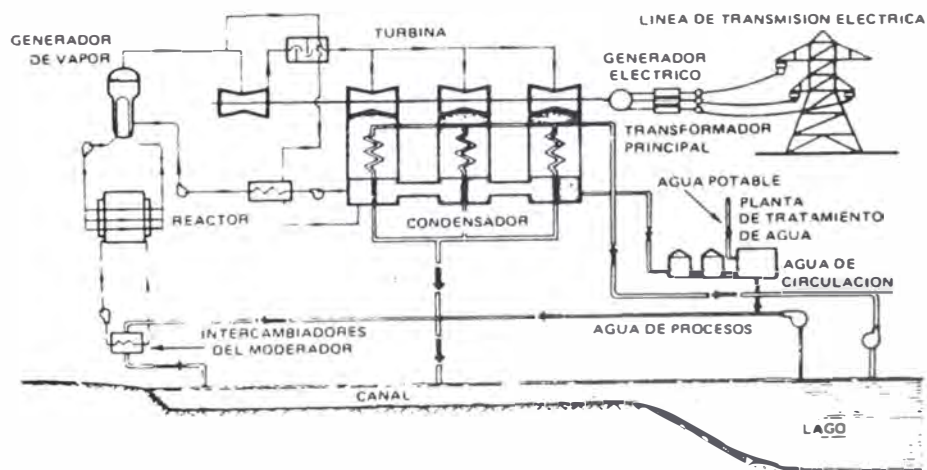 LINEA DE TRANSMISION ELECTRICA
GENERADOR
DE VAPOR
TURBINA
GENERADOR
ELECTRICO
TRANSFORMADOR
PRINCIPAL
AGUA POTABLE
PLANTA
DE TRATAMIENTO
DE AGUA
REACTOR
CONDENSADOR
AGUA DE
CIRCULACION
INTERCAMBIADORES
DEL MODERADOR
AGUA DE PROCESOS
CANAL
LAGO